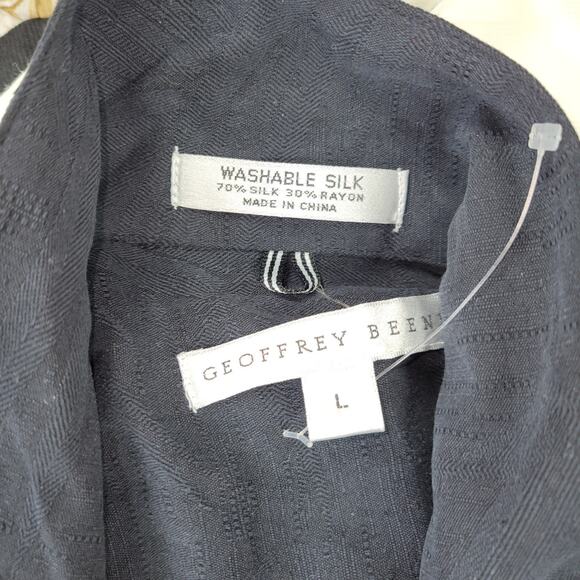 WASHABLE SILK
70% SILK 30% RAYON
MADE IN CHINA
GEOFFREY BEEN
L